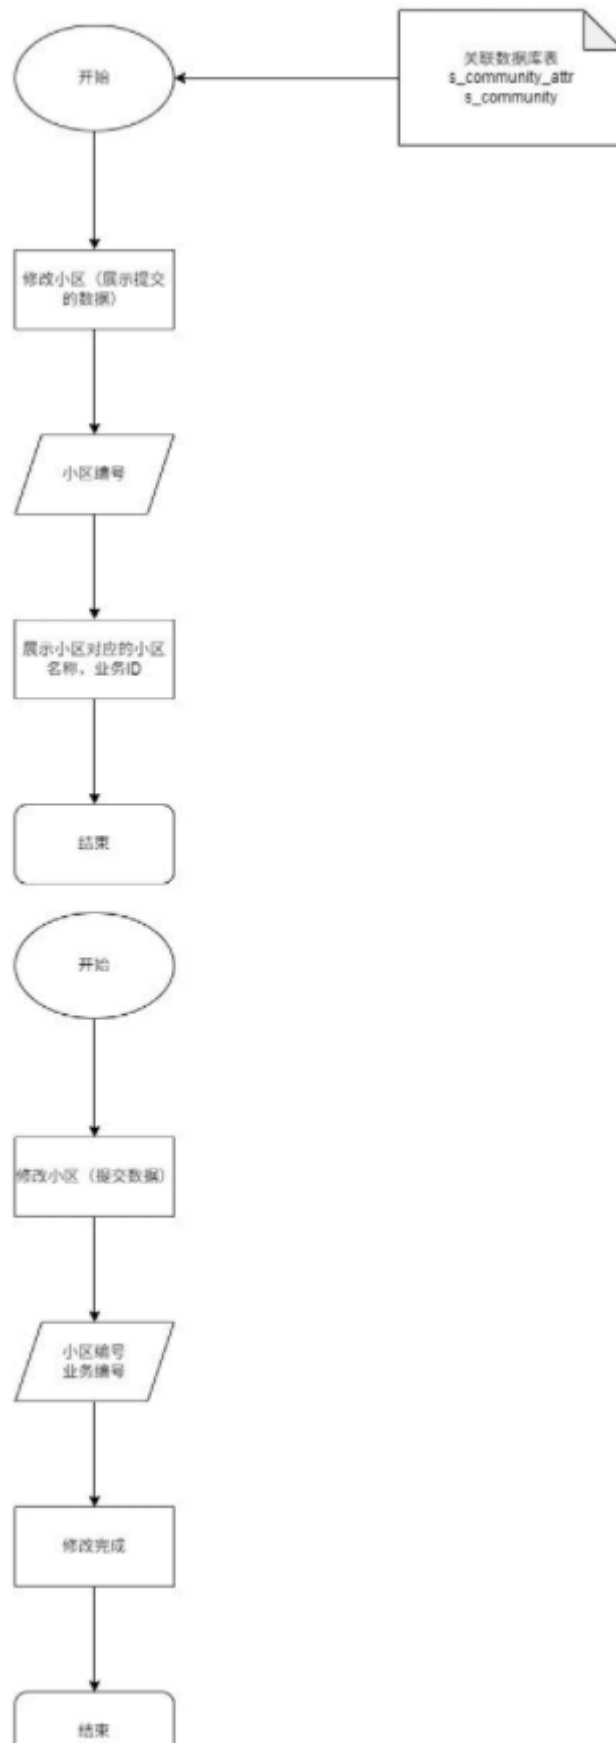 开始
关联数据库表
s_community_attr
s_community
修改小区（展示提交
的数据）
小区编号
展示小区对应的小区
名称、业务ID
结束
开始
修改小区（提交数据）
小区编号
业务编号
修改完成
结束